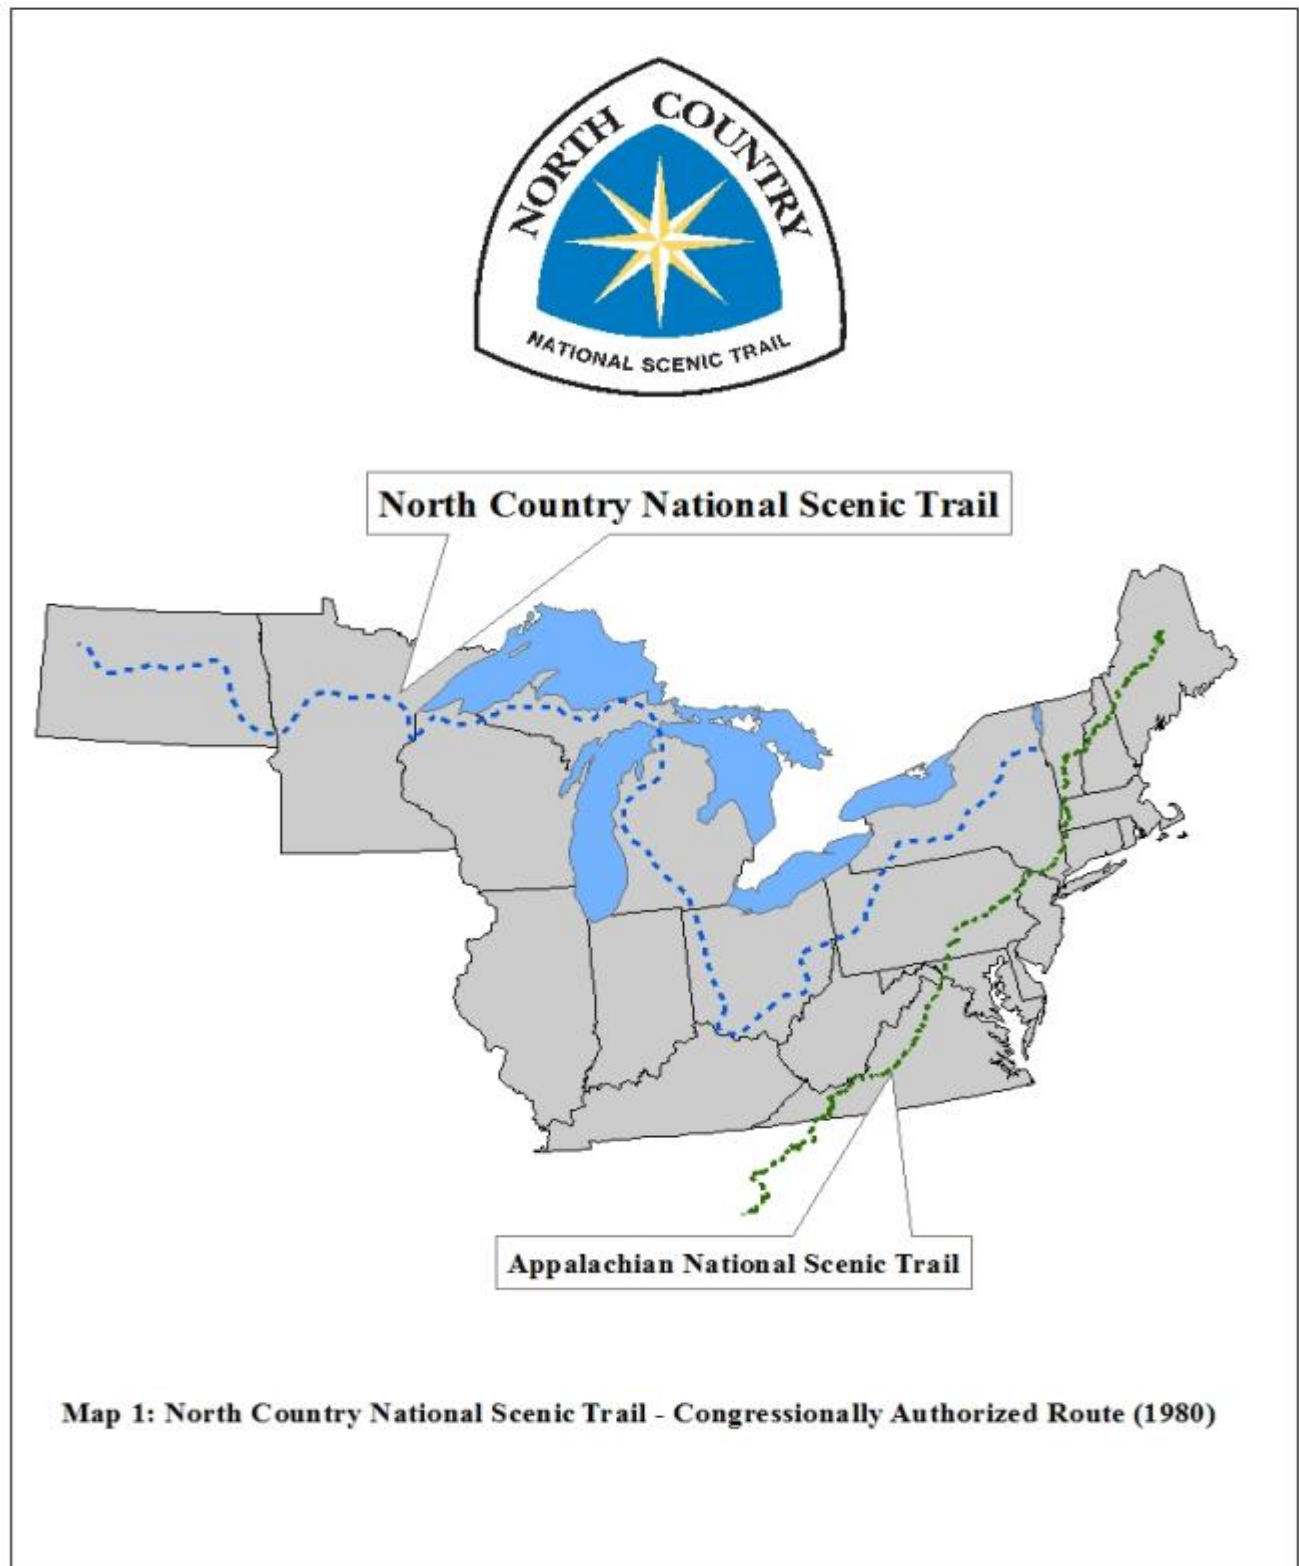 NORTH COUNTRY
NATIONAL SCENIC TRAIL
North Country National Scenic Trail
Appalachian National Scenic Trail
Map 1: North Country National Scenic Trail - Congressionally Authorized Route (1980)